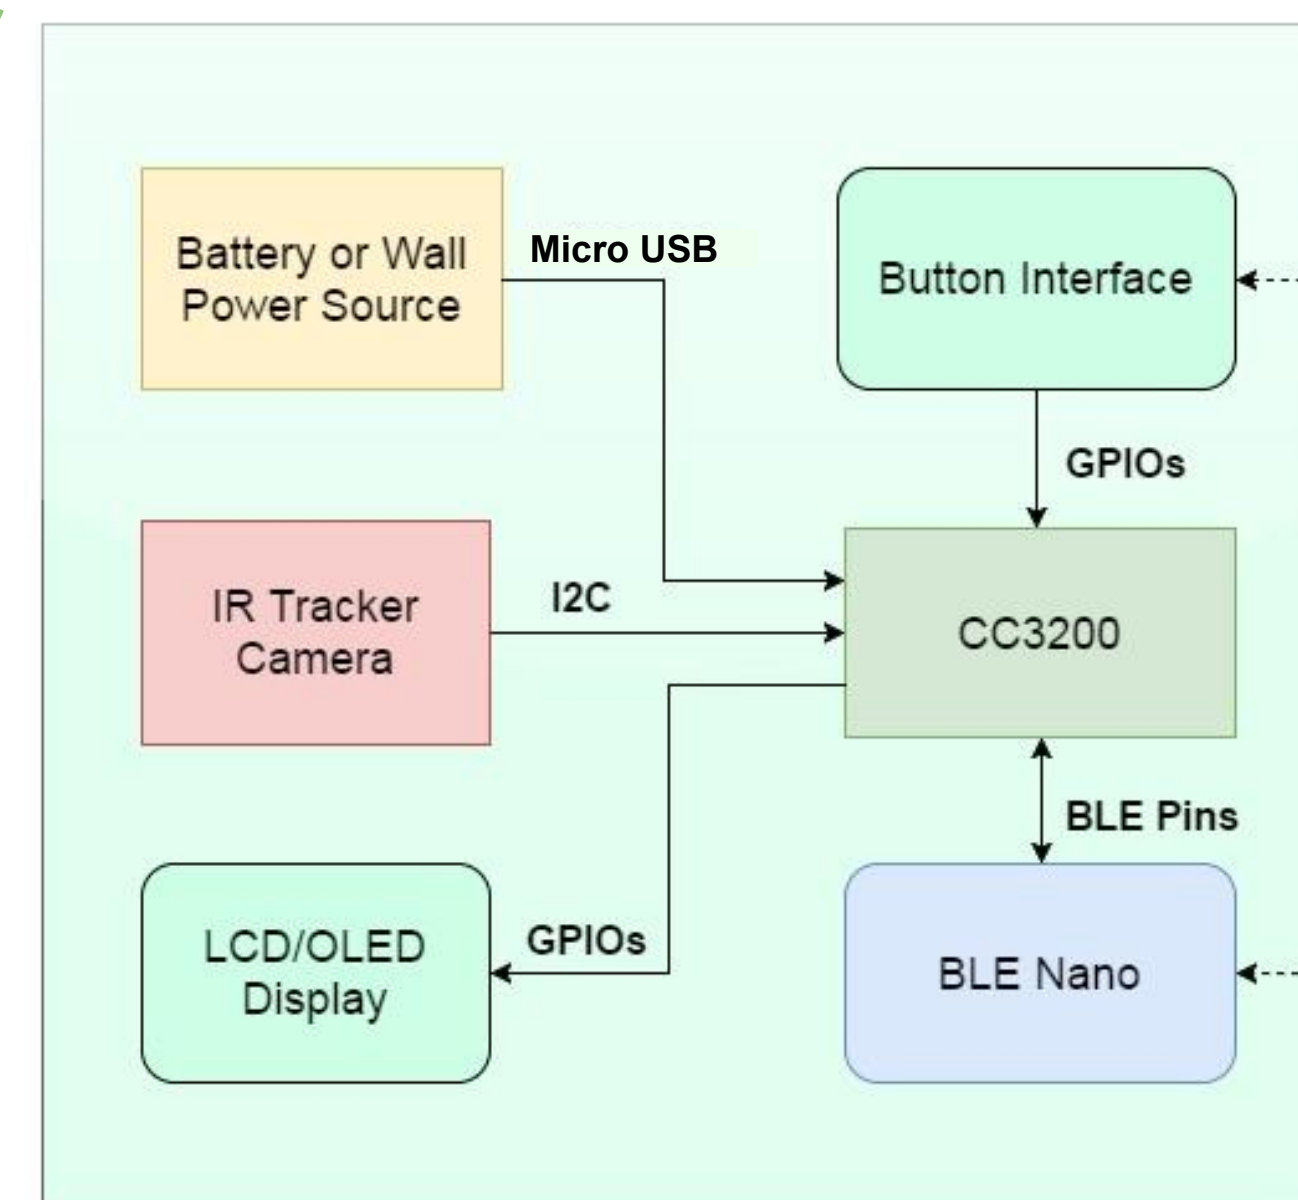 Battery or Wall
Power Source
Micro USB
Button Interface
GPIOs
IR Tracker
Camera
I2C
CC3200
BLE Pins
LCD/OLED
Display
GPIOs
BLE Nano